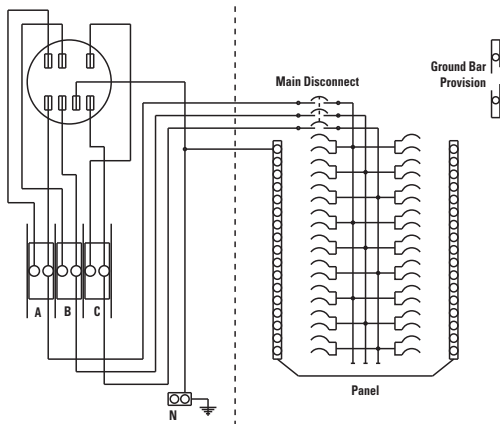 Main Disconnect
Ground Bar
Provision
A
B
C
N
Panel